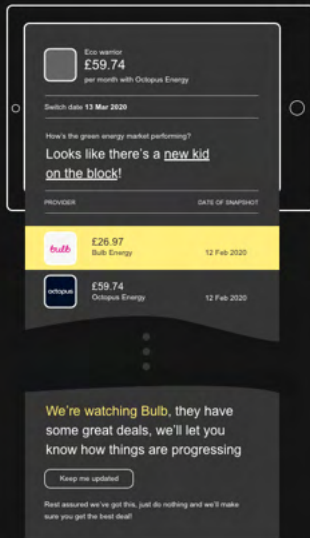 Eco warrior
£59.74
per month with Octopus Energy
Switch date 13 Mar 2020
How's the green energy market performing?
Looks like there's a new kid
on the block!
PROVIDER DATE OF SNAPSHOT
bulb
£26.97
Bulb Energy 12 Feb 2020
octopus
£59.74
Octopus Energy 12 Feb 2020
We're watching Bulb, they have
some great deals, we'll let you
know how things are progressing
Keep me updated
Rest assured we've got this, just do nothing and we'll make
sure you get the best deal!